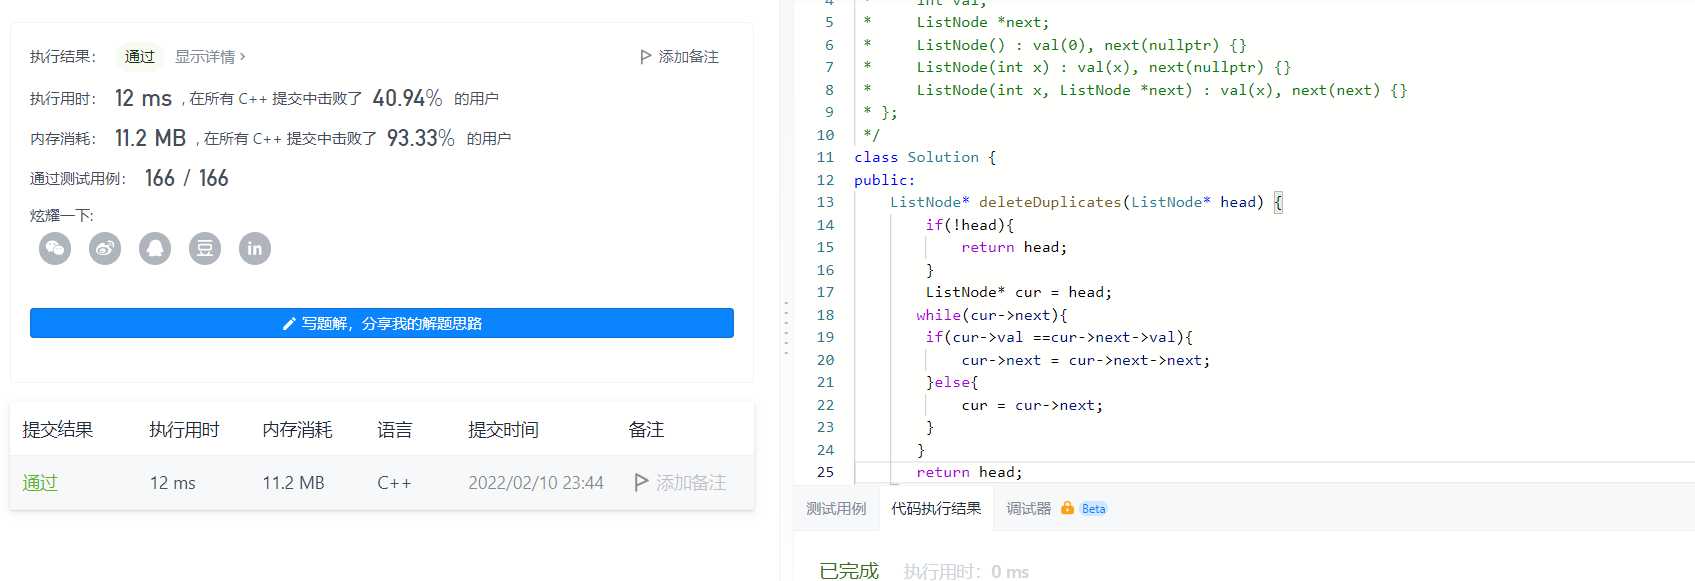 执行结果： 通过 显示详情 › 添加备注
执行用时： 12 ms , 在所有 C++ 提交中击败了 40.94% 的用户
内存消耗： 11.2 MB , 在所有 C++ 提交中击败了 93.33% 的用户
通过测试用例： 166 / 166
炫耀一下:
写题解，分享我的解题思路
提交结果 执行用时 内存消耗 语言 提交时间 备注
通过 12 ms 11.2 MB C++ 2022/02/10 23:44 添加备注
4 * int val;
5 * ListNode *next;
6 * ListNode() : val(0), next(nullptr) {}
7 * ListNode(int x) : val(x), next(nullptr) {}
8 * ListNode(int x, ListNode *next) : val(x), next(next) {}
9 * };
10 */
11 class Solution {
12 public:
13 ListNode* deleteDuplicates(ListNode* head) {
14 if(!head){
15 return head;
16 }
17 ListNode* cur = head;
18 while(cur->next){
19 if(cur->val ==cur->next->val){
20 cur->next = cur->next->next;
21 }else{
22 cur = cur->next;
23 }
24 }
25 return head;
测试用例 代码执行结果 调试器 Beta
已完成 执行用时：0 ms